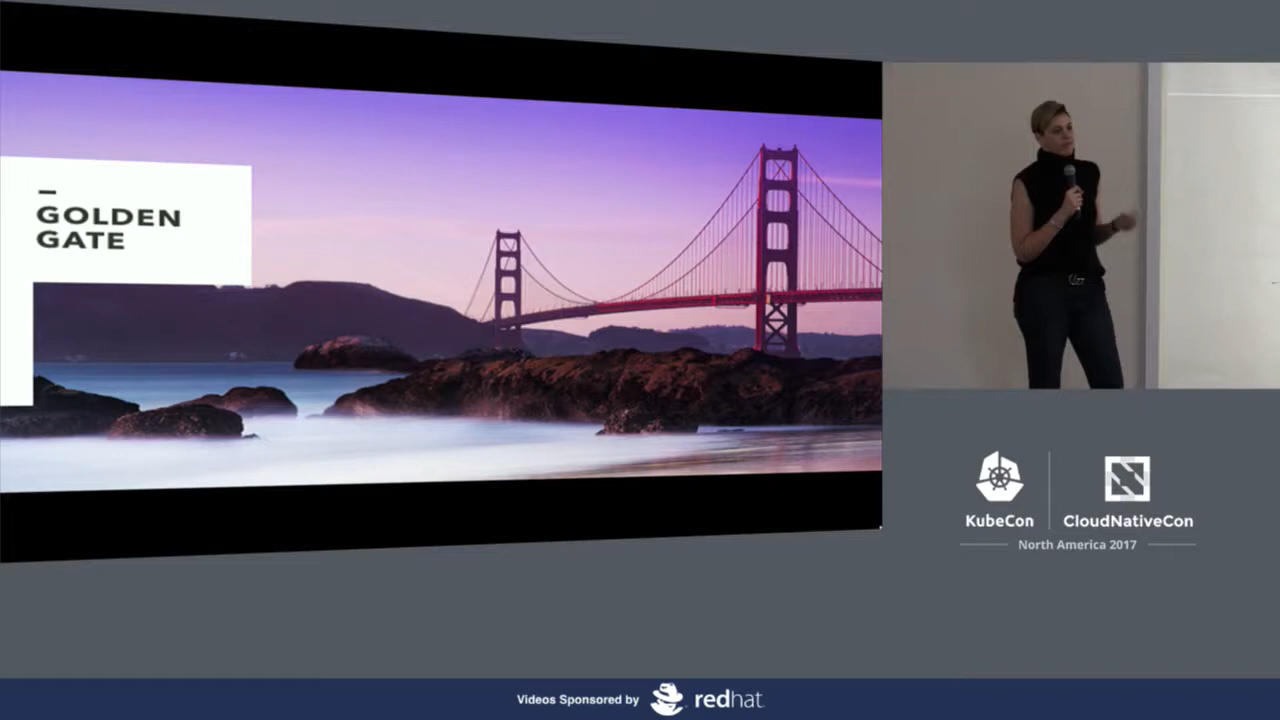 GOLDEN
GATE
KubeCon
CloudNativeCon
North America 2017
Videos Sponsored by redhat.